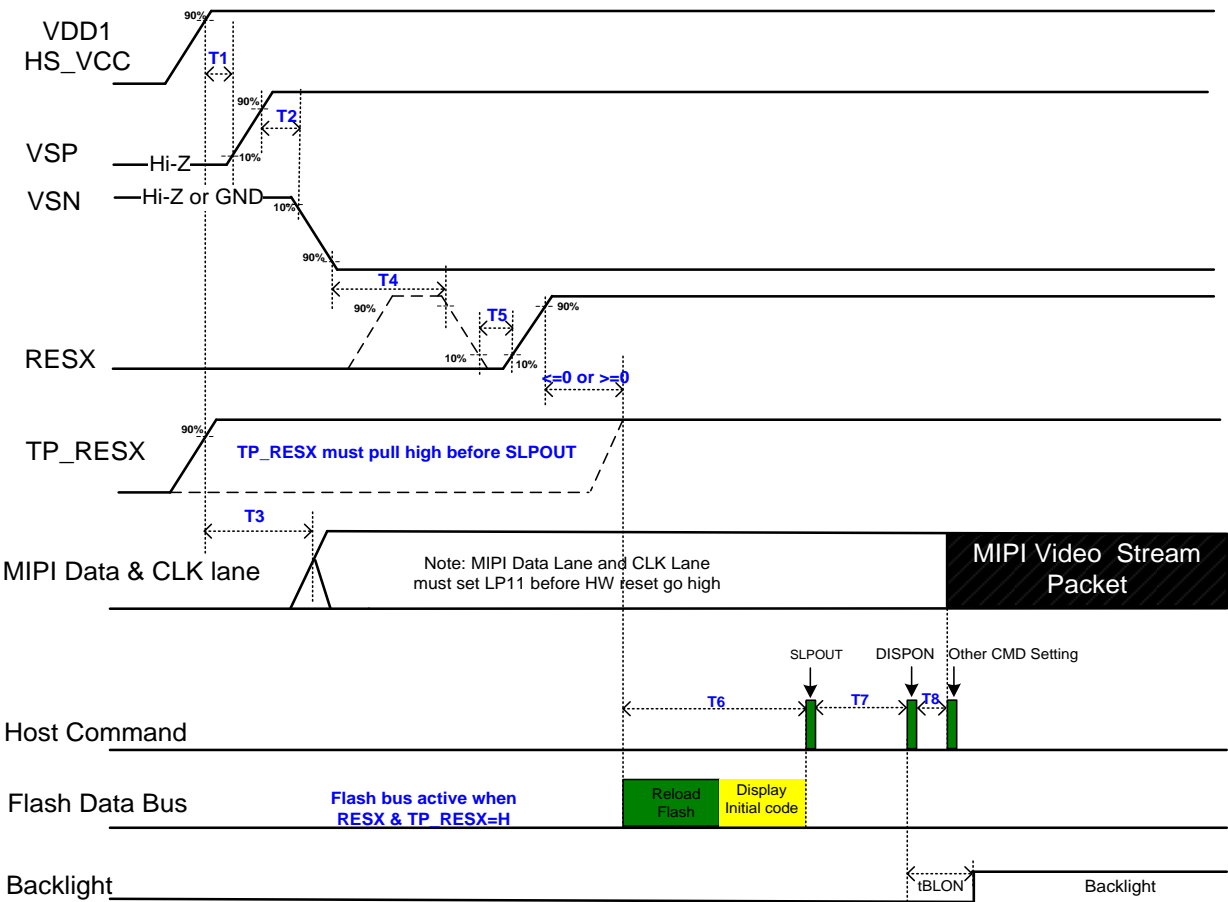 90%
VDD1
HS_VCC
T1
90%
T2
VSP
Hi-Z
10%
VSN
Hi-Z or GND
10%
90%
T4
90%
T5
90%
RESX
10%
10%
<=0 or >=0
90%
TP_RESX
TP_RESX must pull high before SLPOUT
T3
MIPI Data & CLK lane
Note: MIPI Data Lane and CLK Lane
must set LP11 before HW reset go high
MIPI Video Stream
Packet
SLPOUT
DISPON
Other CMD Setting
T6
T7
T8
Host Command
Flash Data Bus
Flash bus active when
RESX & TP_RESX=H
Reload
Flash
Display
Initial code
Backlight
tBLON
Backlight